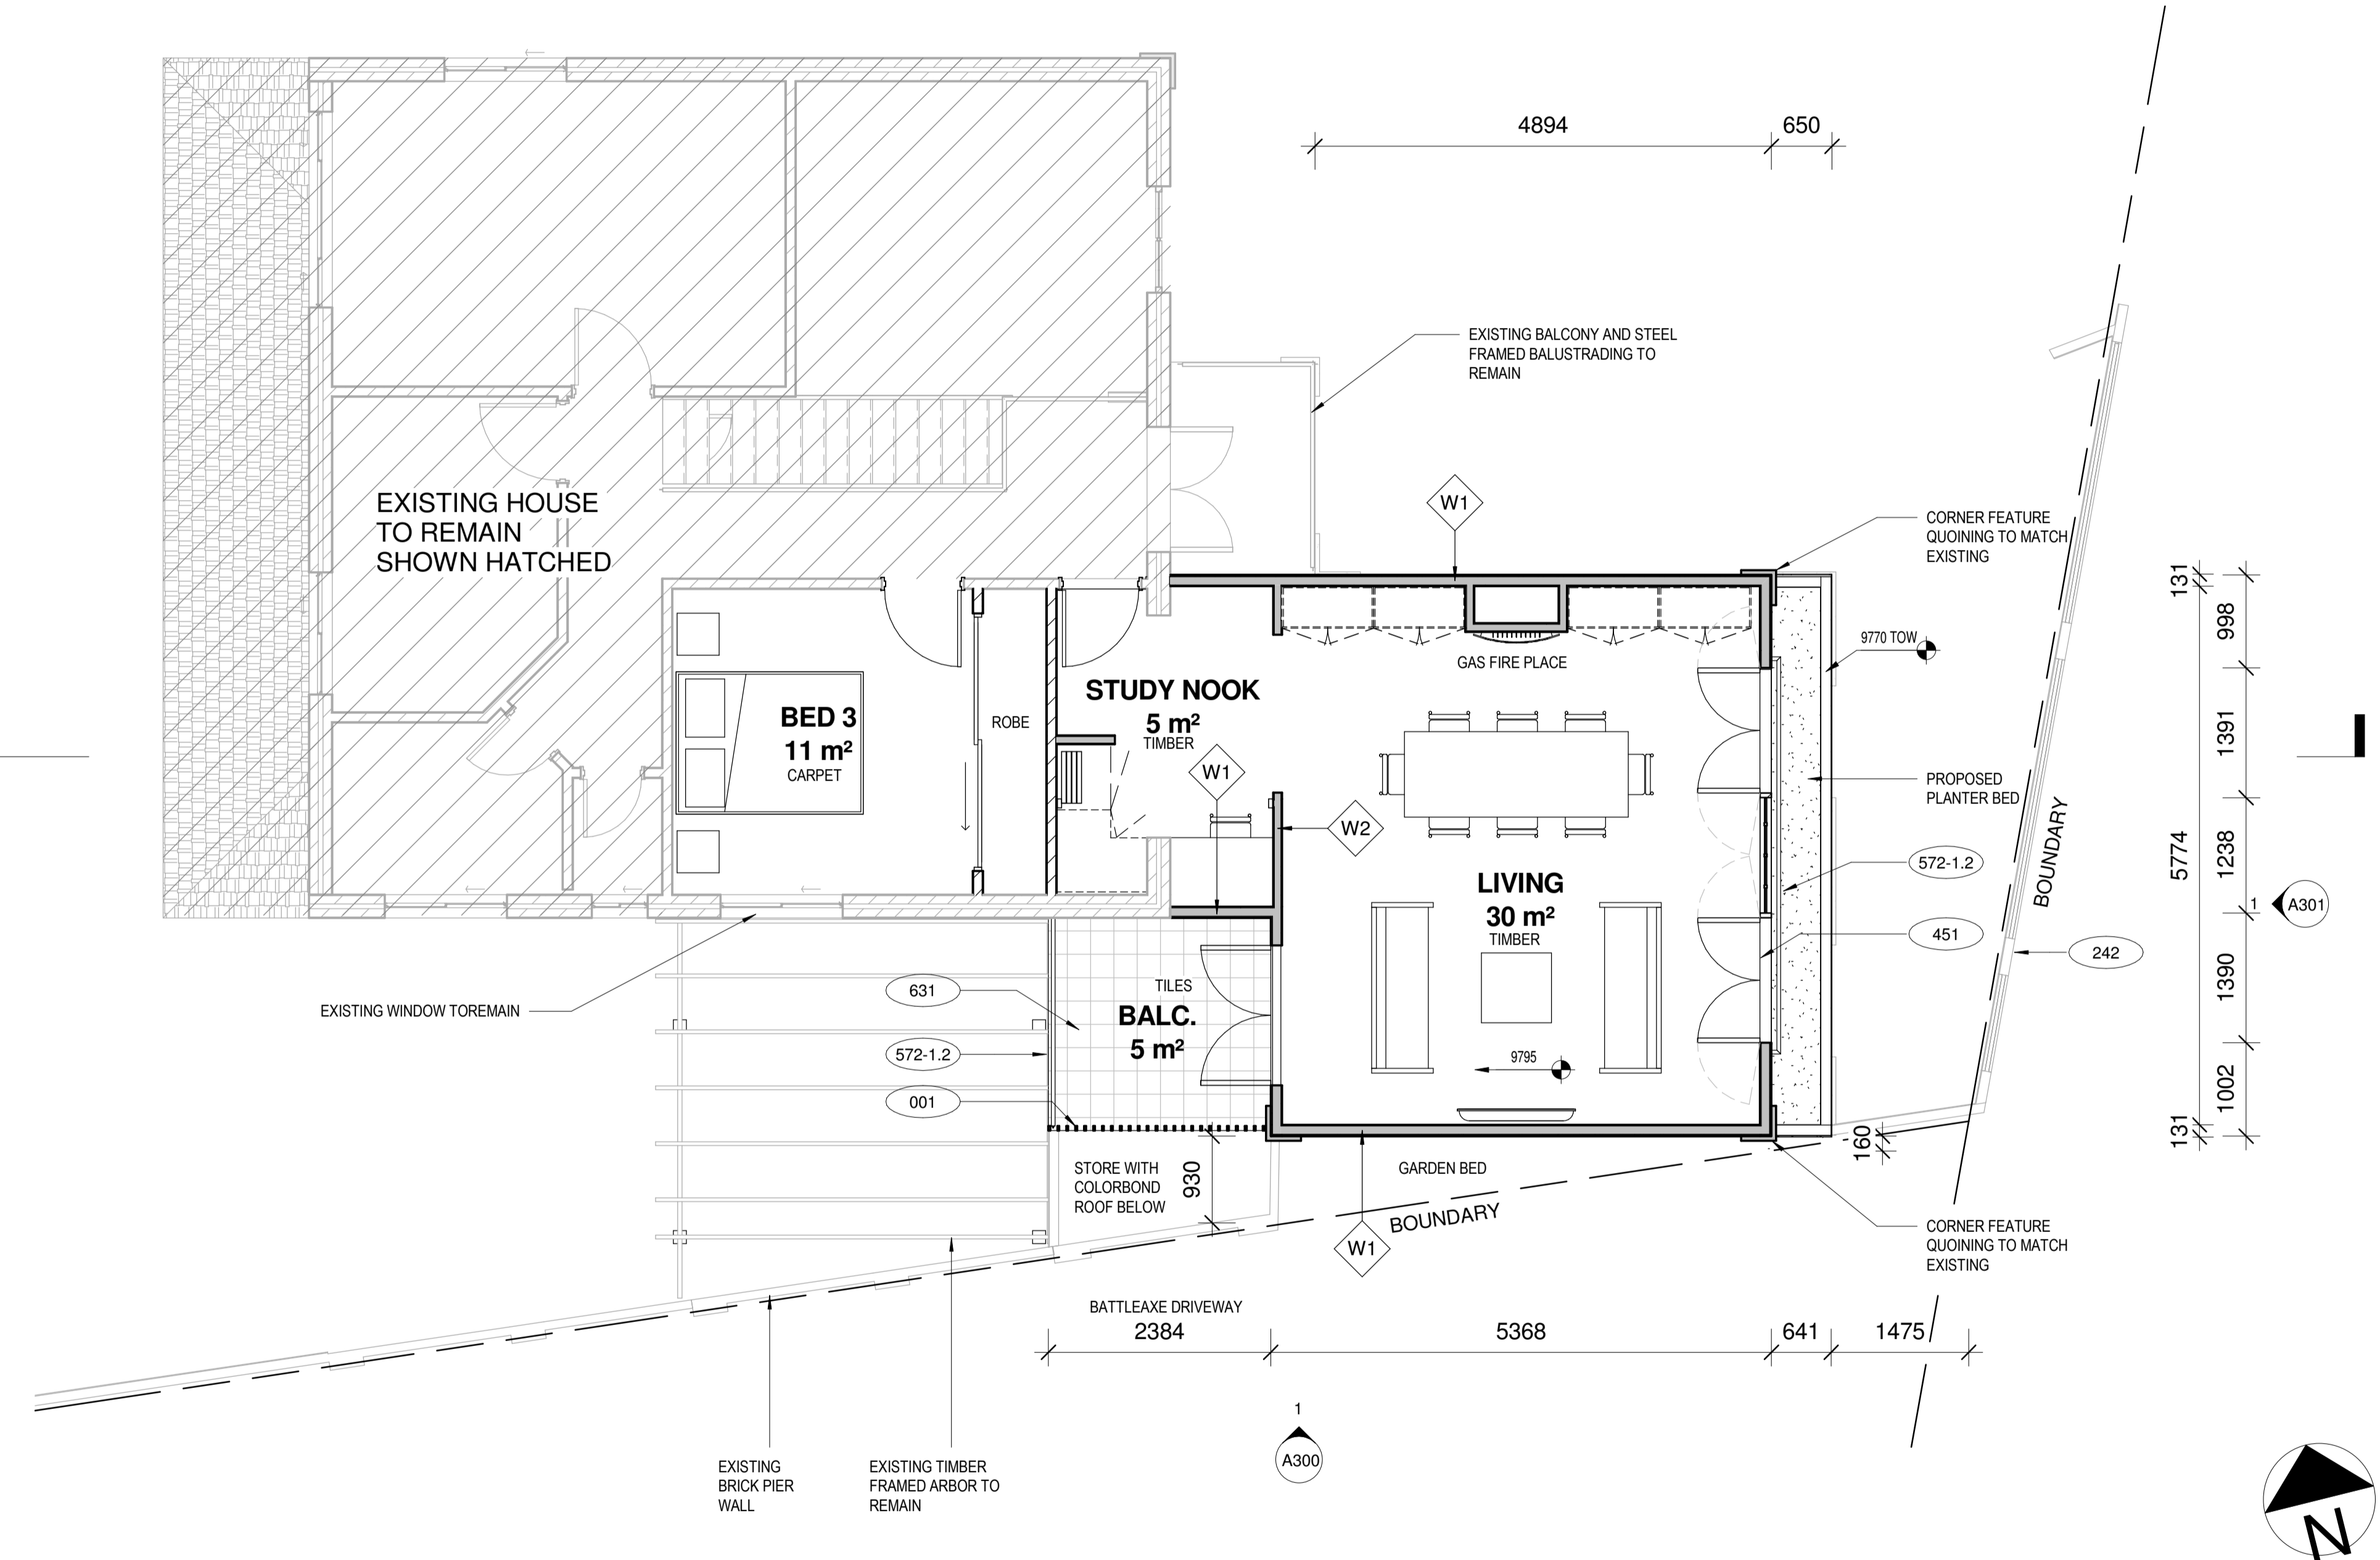 4894
650
EXISTING BALCONY AND STEEL
FRAMED BALUSTRADING TO
REMAIN
EXISTING HOUSE
TO REMAIN
SHOWN HATCHED
W1
CORNER FEATURE
QUOINING TO MATCH
EXISTING
131
998
9770 TOW
GAS FIRE PLACE
STUDY NOOK
5 m²
TIMBER
BED 3
11 m²
CARPET
ROBE
W1
W2
1391
PROPOSED
PLANTER BED
BOUNDARY
5774
1238
572-1.2
LIVING
30 m²
TIMBER
1
A301
451
242
1390
EXISTING WINDOW TOREMAIN
631
TILES
BALC.
5 m²
572-1.2
9795
001
1002
131
160
STORE WITH
COLORBOND
ROOF BELOW
930
GARDEN BED
BOUNDARY
W1
CORNER FEATURE
QUOINING TO MATCH
EXISTING
BATTLEAXE DRIVEWAY
2384
5368
641
1475
1
A300
EXISTING
BRICK PIER
WALL
EXISTING TIMBER
FRAMED ARBOR TO
REMAIN
N